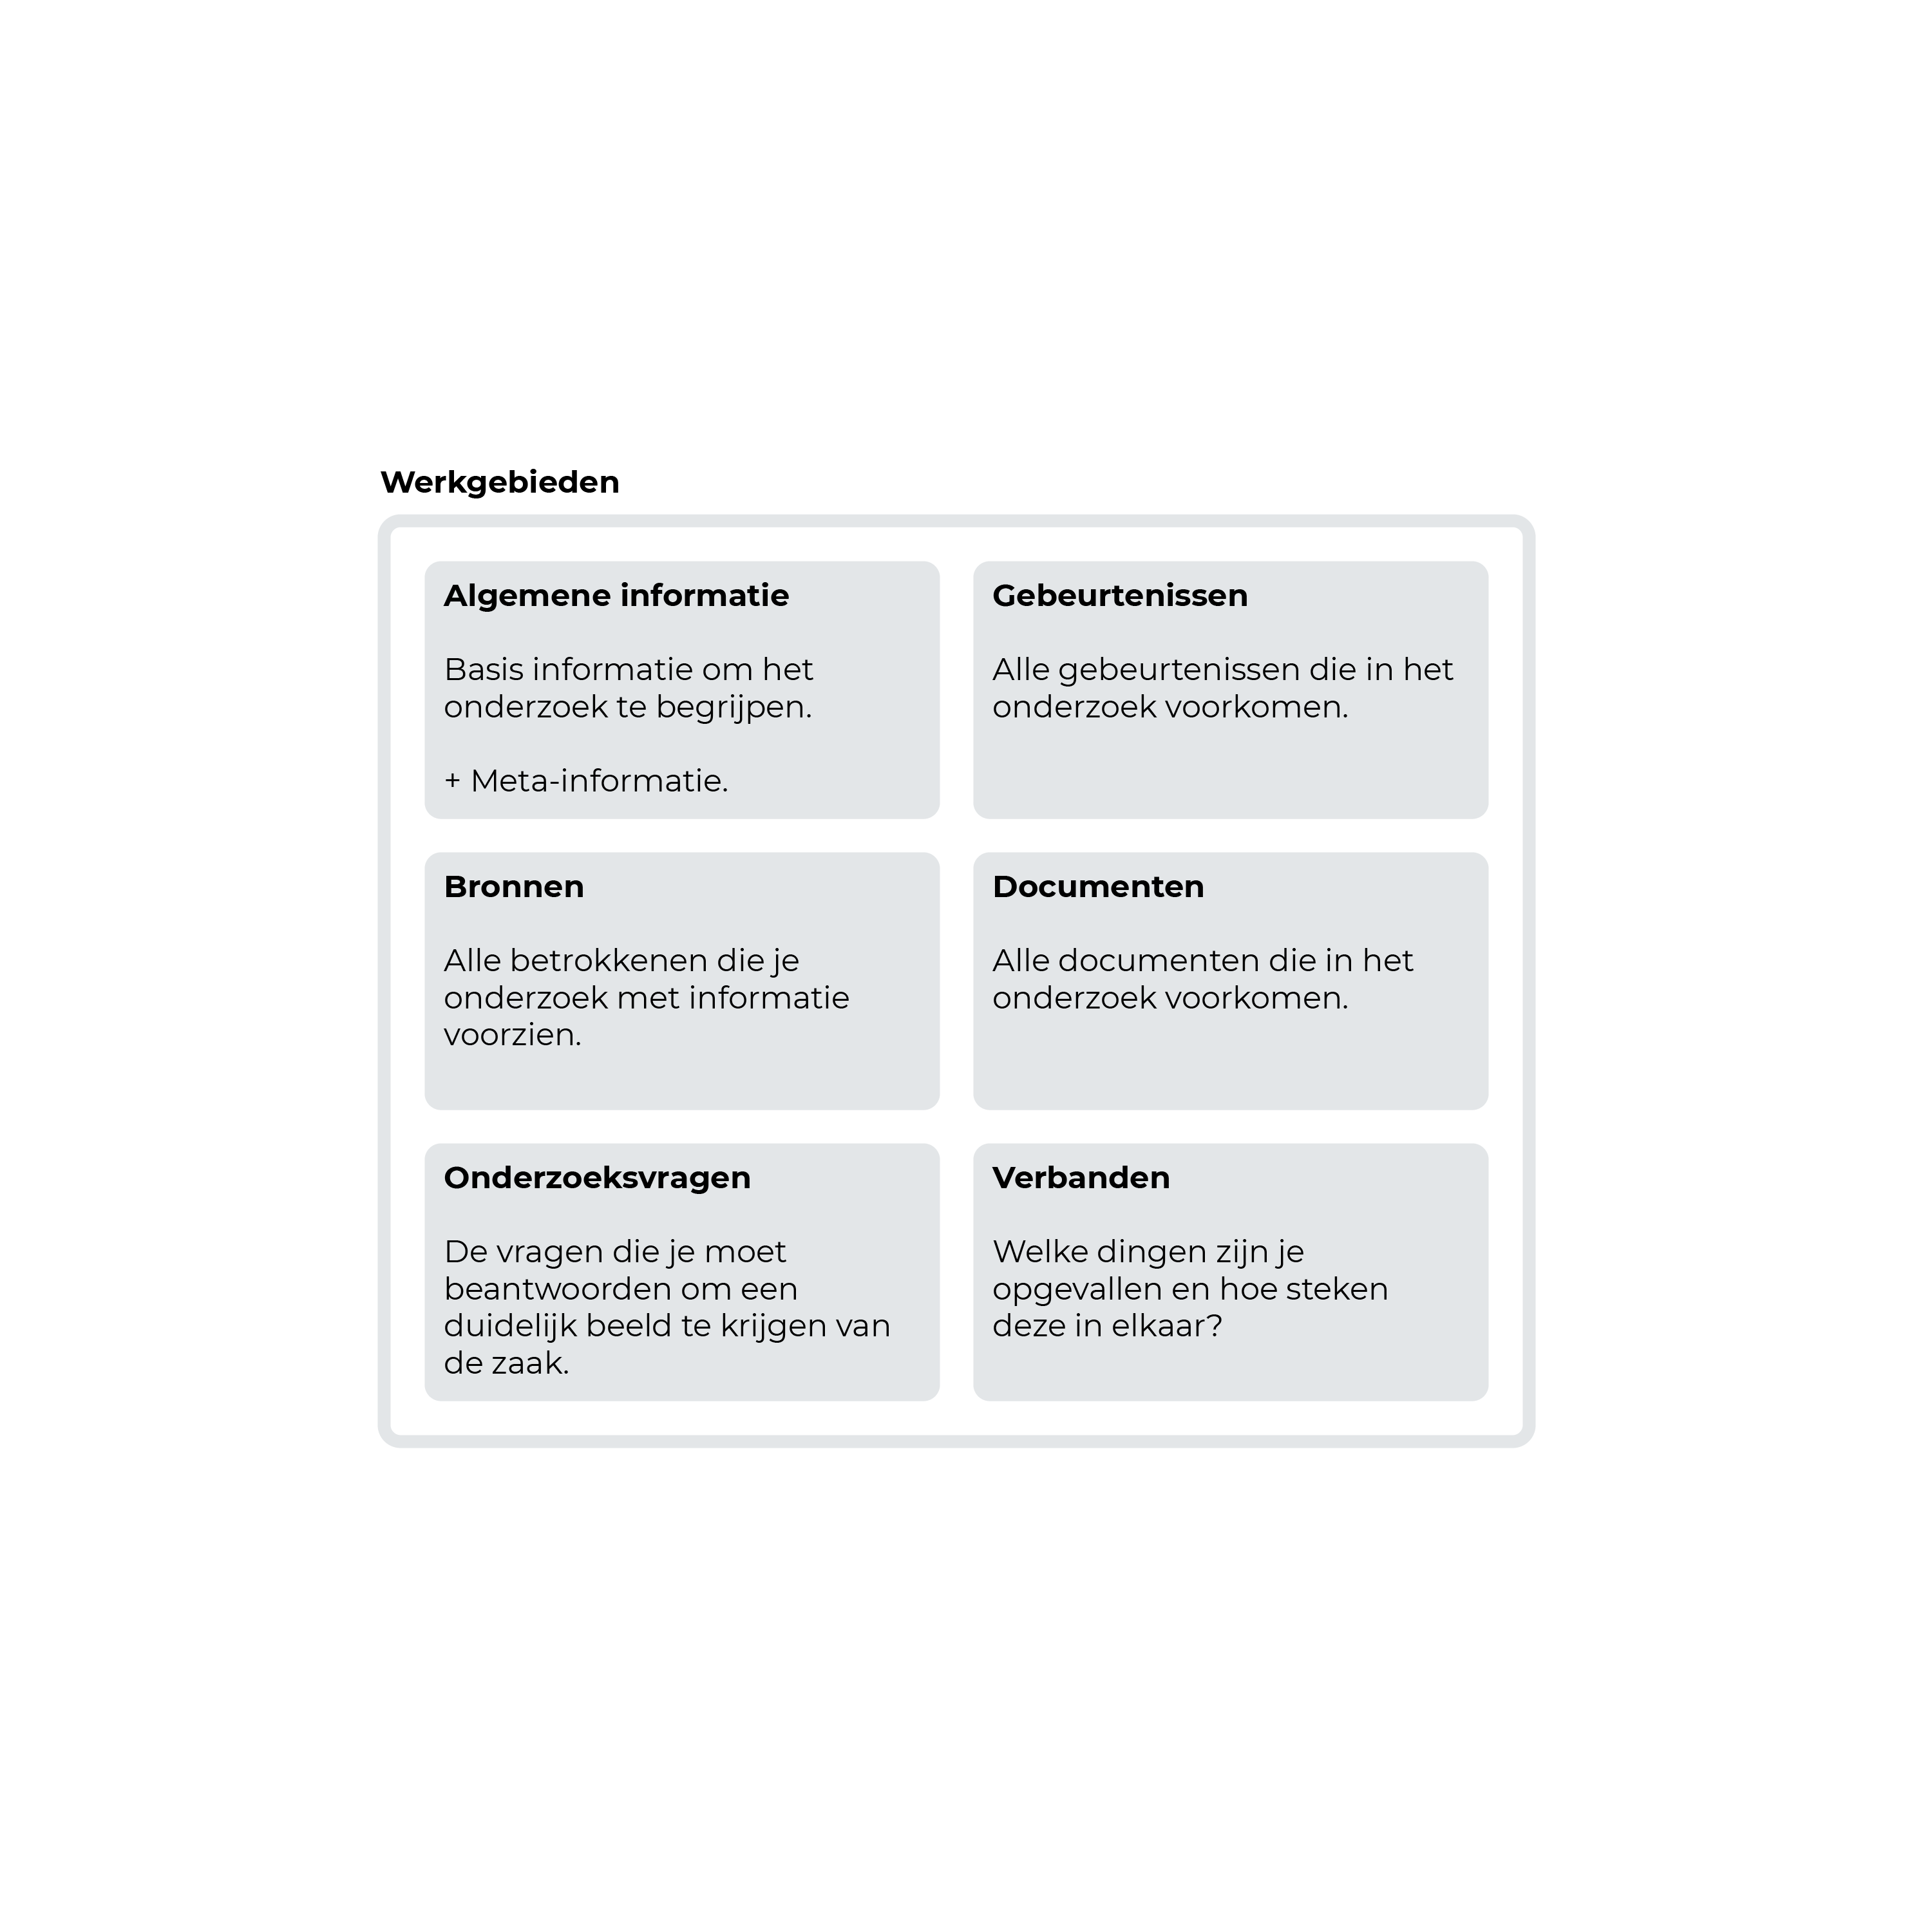 Werkgebieden
Algemene informatie
Basis informatie om het
onderzoek te begrijpen.
+ Meta-informatie.
Gebeurtenissen
Alle gebeurtenissen die in het
onderzoek voorkomen.
Bronnen
Alle betrokkenen die je
onderzoek met informatie
voorzien.
Documenten
Alle documenten die in het
onderzoek voorkomen.
Onderzoeksvragen
De vragen die je moet
beantwoorden om een
duidelijk beeld te krijgen van
de zaak.
Verbanden
Welke dingen zijn je
opgevallen en hoe steken
deze in elkaar?